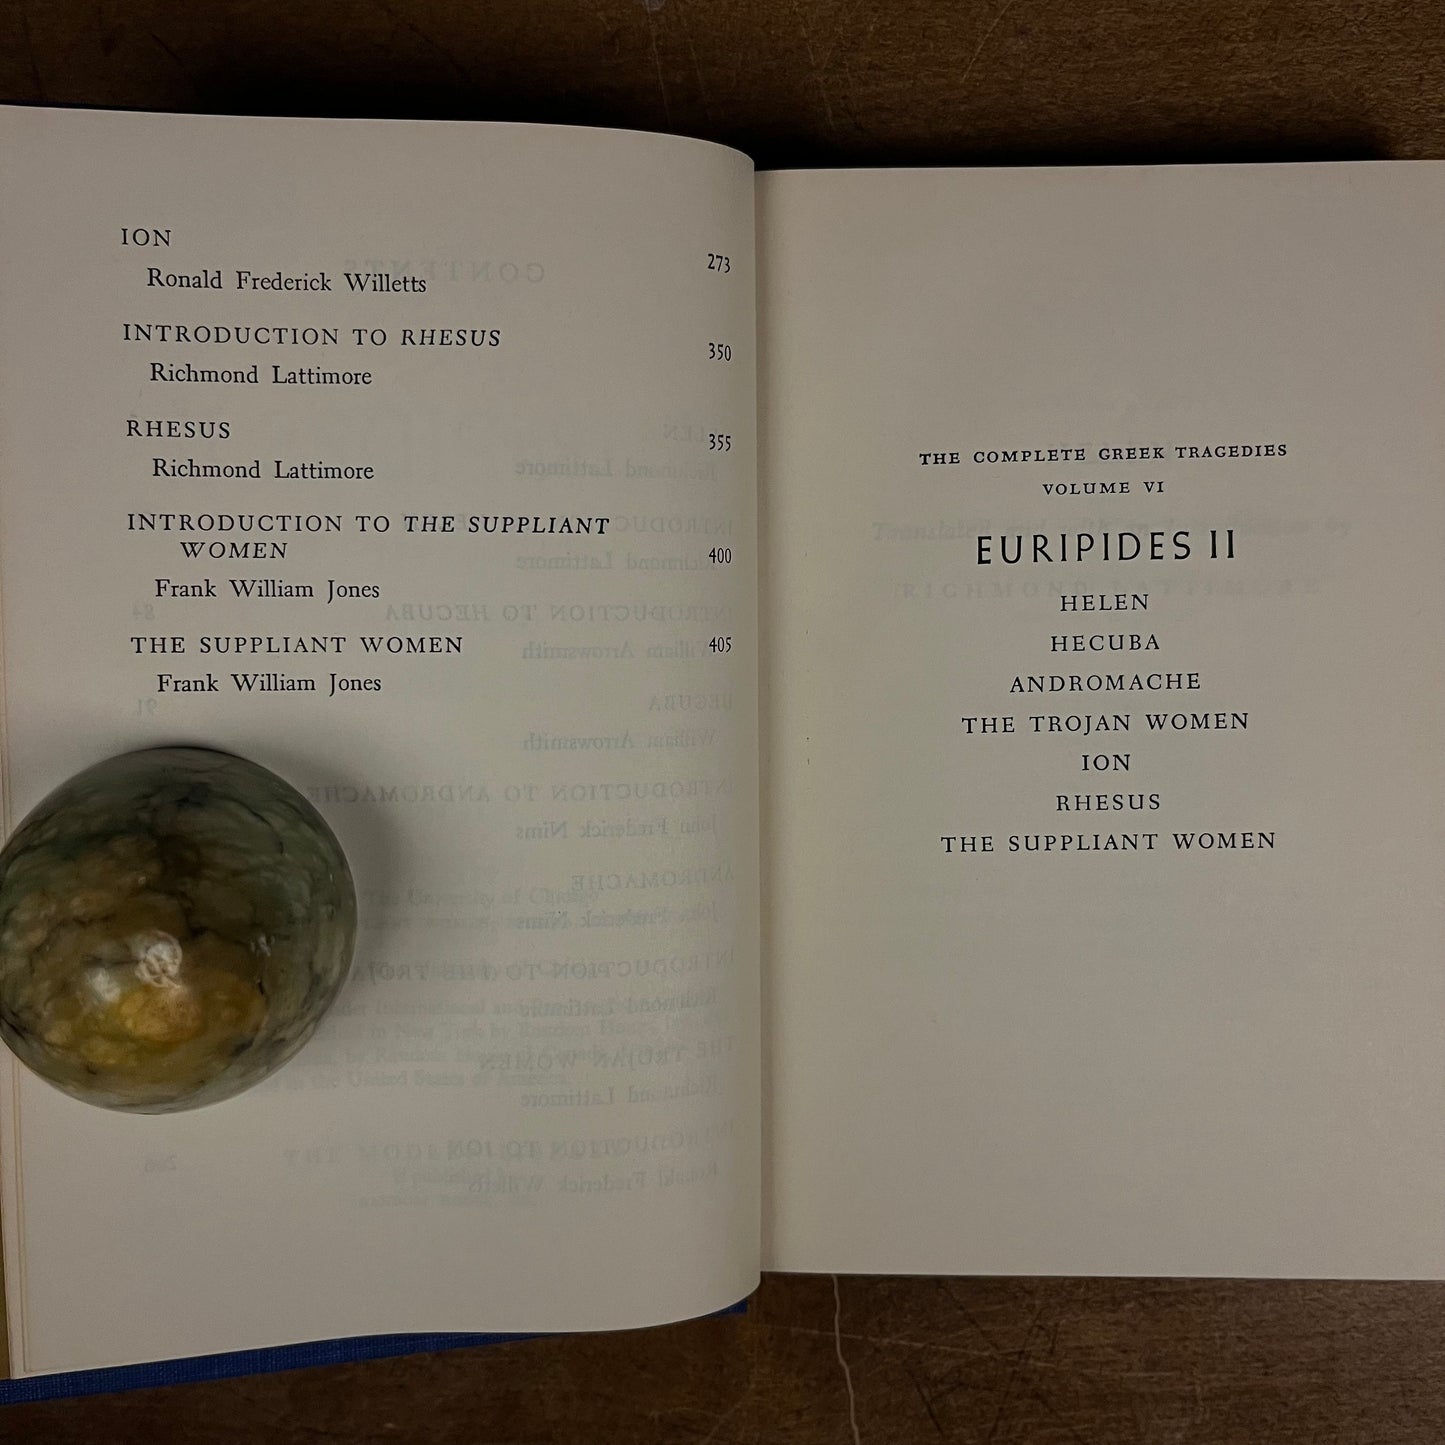 ION
273
Ronald Frederick Willetts
INTRODUCTION TO RHESUS
350
Richmond Lattimore
RHESUS
355
Richmond Lattimore
INTRODUCTION TO THE SUPPLIANT
WOMEN
400
Frank William Jones
THE SUPPLIANT WOMEN
405
Frank William Jones
THE COMPLETE GREEK TRAGEDIES
VOLUME VI
EURIPIDES II
HELEN
HECUBA
ANDROMACHE
THE TROJAN WOMEN
ION
RHESUS
THE SUPPLIANT WOMEN